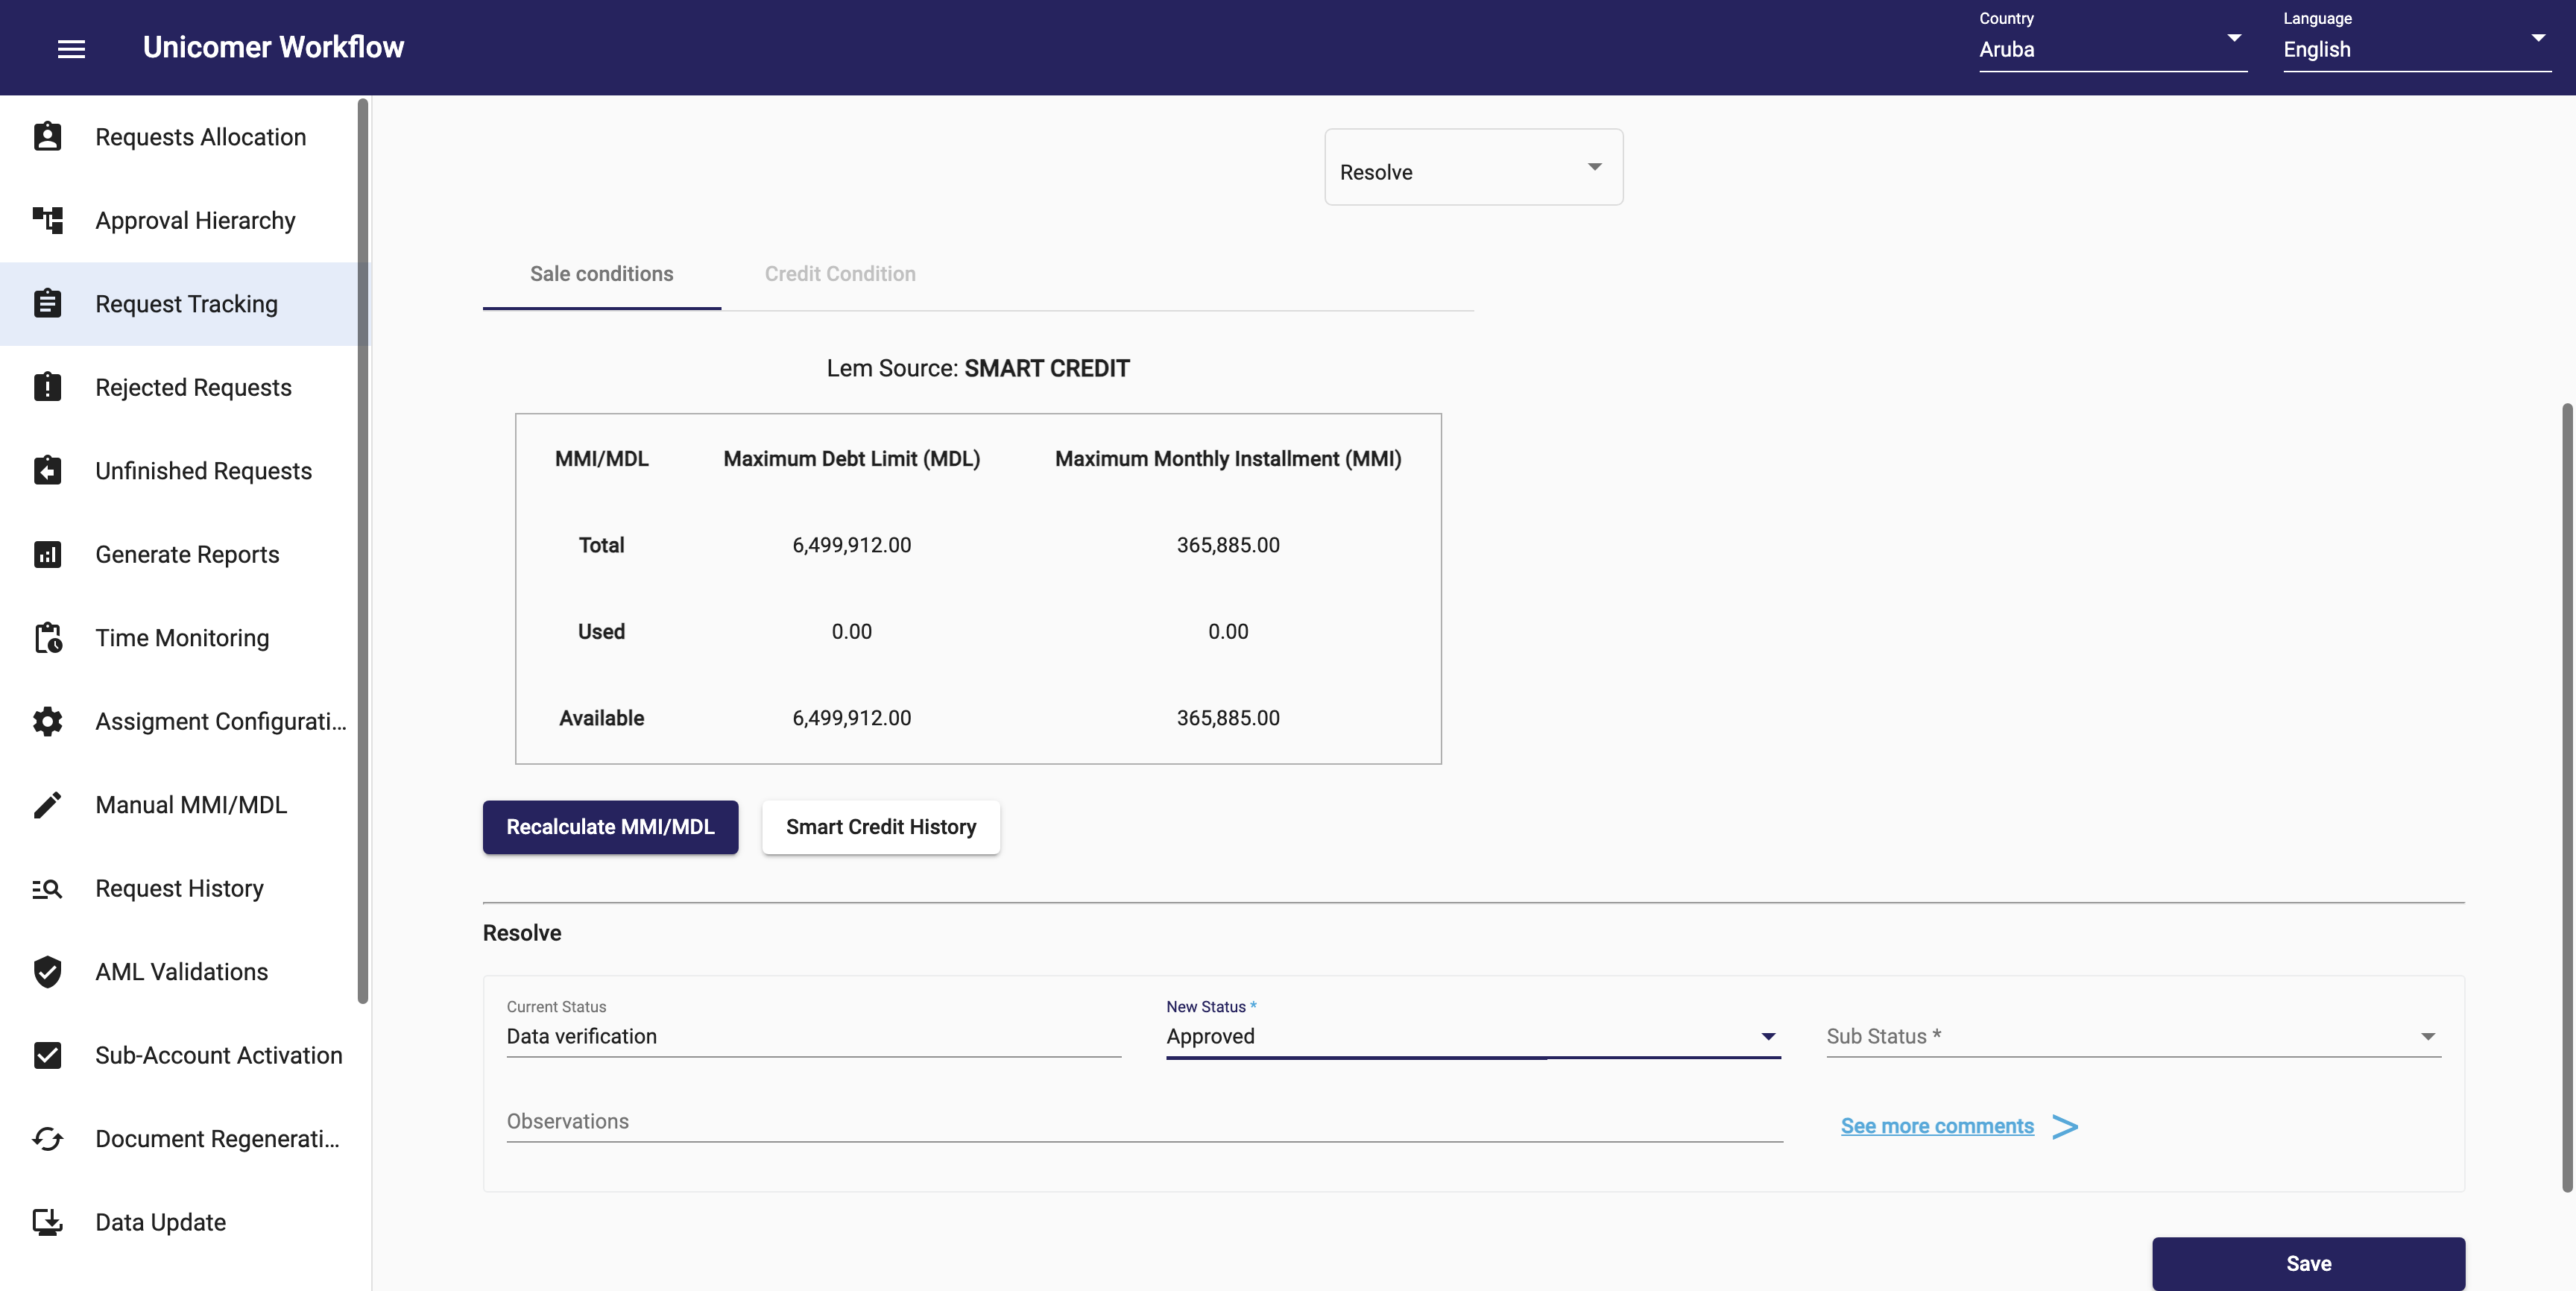 Unicomer Workflow
Country
Aruba
Language
English
Requests Allocation
Approval Hierarchy
Request Tracking
Rejected Requests
Unfinished Requests
Generate Reports
Time Monitoring
Assigment Configurati...
Manual MMI/MDL
Request History
AML Validations
Sub-Account Activation
Document Regenerati...
Data Update
Resolve
Sale conditions
Credit Condition
Lem Source: SMART CREDIT
MMI/MDL Maximum Debt Limit (MDL) Maximum Monthly Installment (MMI)
Total 6,499,912.00 365,885.00
Used 0.00 0.00
Available 6,499,912.00 365,885.00
Recalculate MMI/MDL
Smart Credit History
Resolve
Current Status
Data verification
New Status *
Approved
Sub Status *
Observations
See more comments >
Save